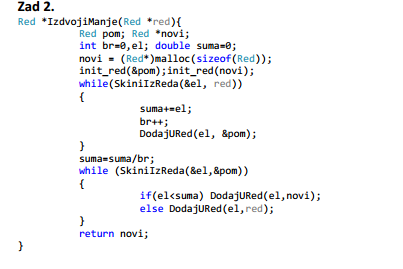 Zad 2.
Red *IzdvojiManje(Red *red){
Red pom; Red *novi;
int br=0,el; double suma=0;
novi = (Red*)malloc(sizeof(Red));
init_red(&pom);init_red(novi);
while(SkiniIzReda(&el, red))
{
suma+=el;
br++;
DodajURed(el, &pom);
}
suma=suma/br;
while (SkiniIzReda(&el,&pom))
{
if(el<suma) DodajURed(el,novi);
else DodajURed(el,red);
}
return novi;
}